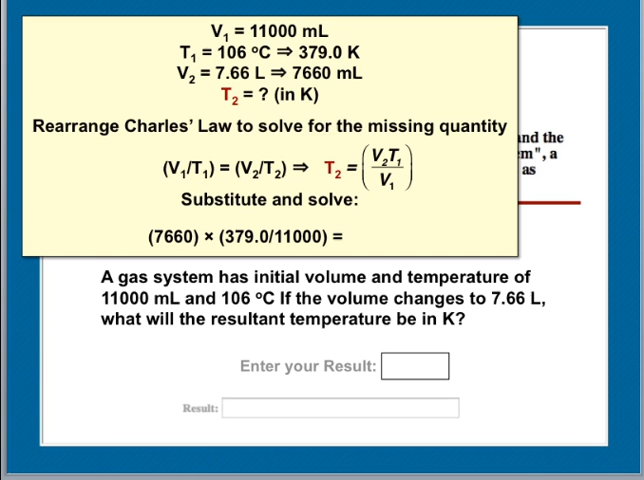 V₁ = 11000 mL
T₁ = 106 ºC ⇒ 379.0 K
V₂ = 7.66 L ⇒ 7660 mL
T₂ = ? (in K)
Rearrange Charles' Law to solve for the missing quantity
(V₁/T₁) = (V₂/T₂) ⇒ T₂ = (V₂T₁ / V₁)
Substitute and solve:
(7660) × (379.0/11000) =
and the
m", a
as
A gas system has initial volume and temperature of
11000 mL and 106 ºC If the volume changes to 7.66 L,
what will the resultant temperature be in K?
Enter your Result:
Result: